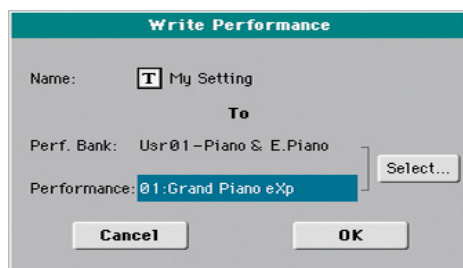 Write Performance
Name: T My Setting
To
Perf. Bank: Usr01-Piano & E.Piano
Select...
Performance: 01:Grand Piano eXp
Cancel OK